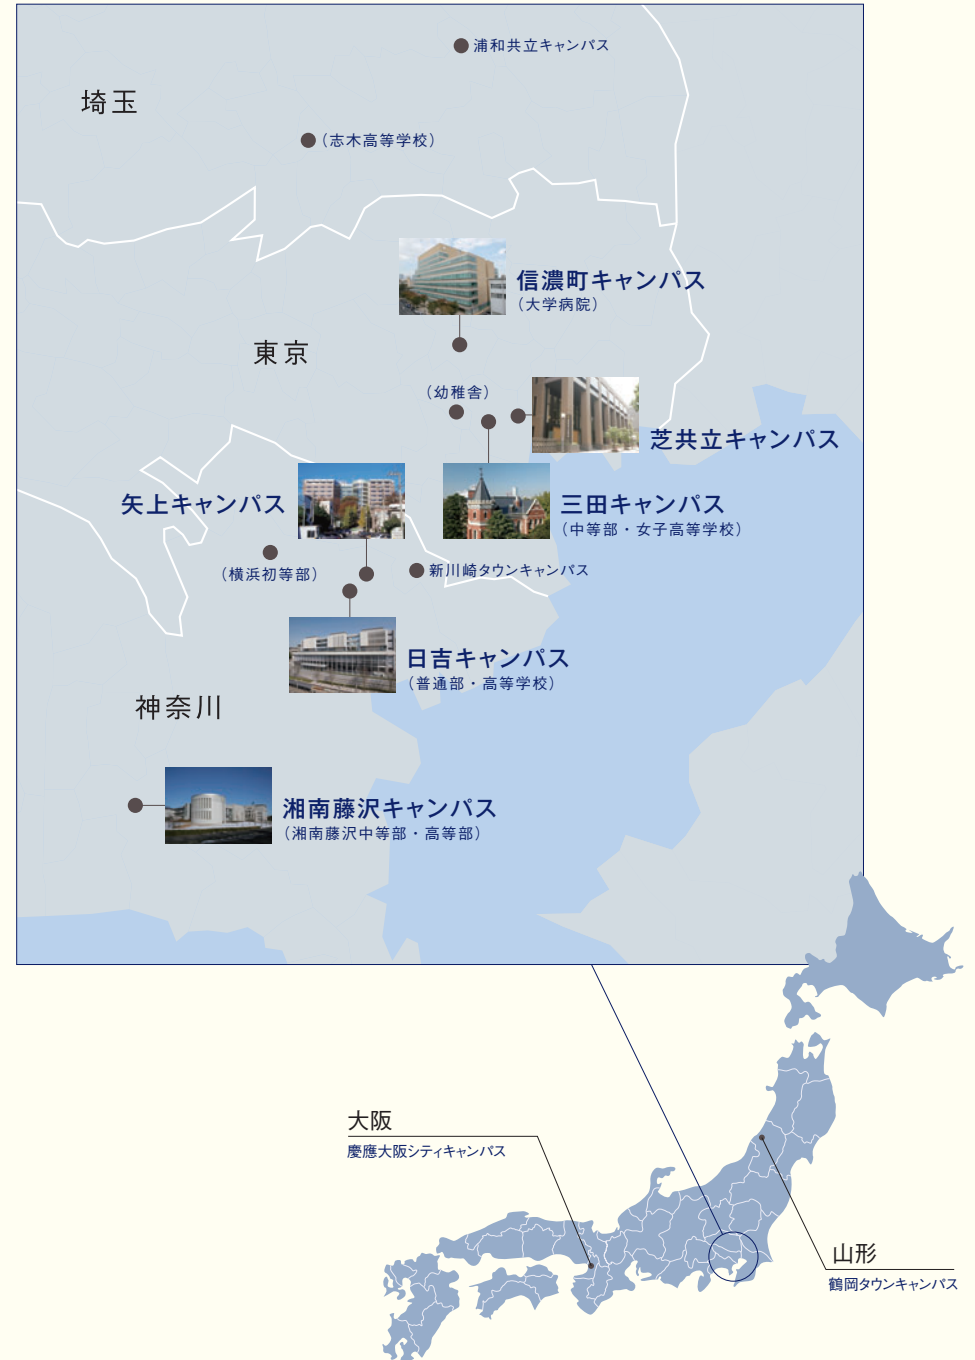 浦和共立キャンパス
埼玉
（志木高等学校）
信濃町キャンパス
（大学病院）
東京
（幼稚舎）
芝共立キャンパス
矢上キャンパス
三田キャンパス
（中等部・女子高等学校）
（横浜初等部）
新川崎タウンキャンパス
日吉キャンパス
（普通部・高等学校）
神奈川
湘南藤沢キャンパス
（湘南藤沢中等部・高等部）
大阪
慶應大阪シティキャンパス
山形
鶴岡タウンキャンパス